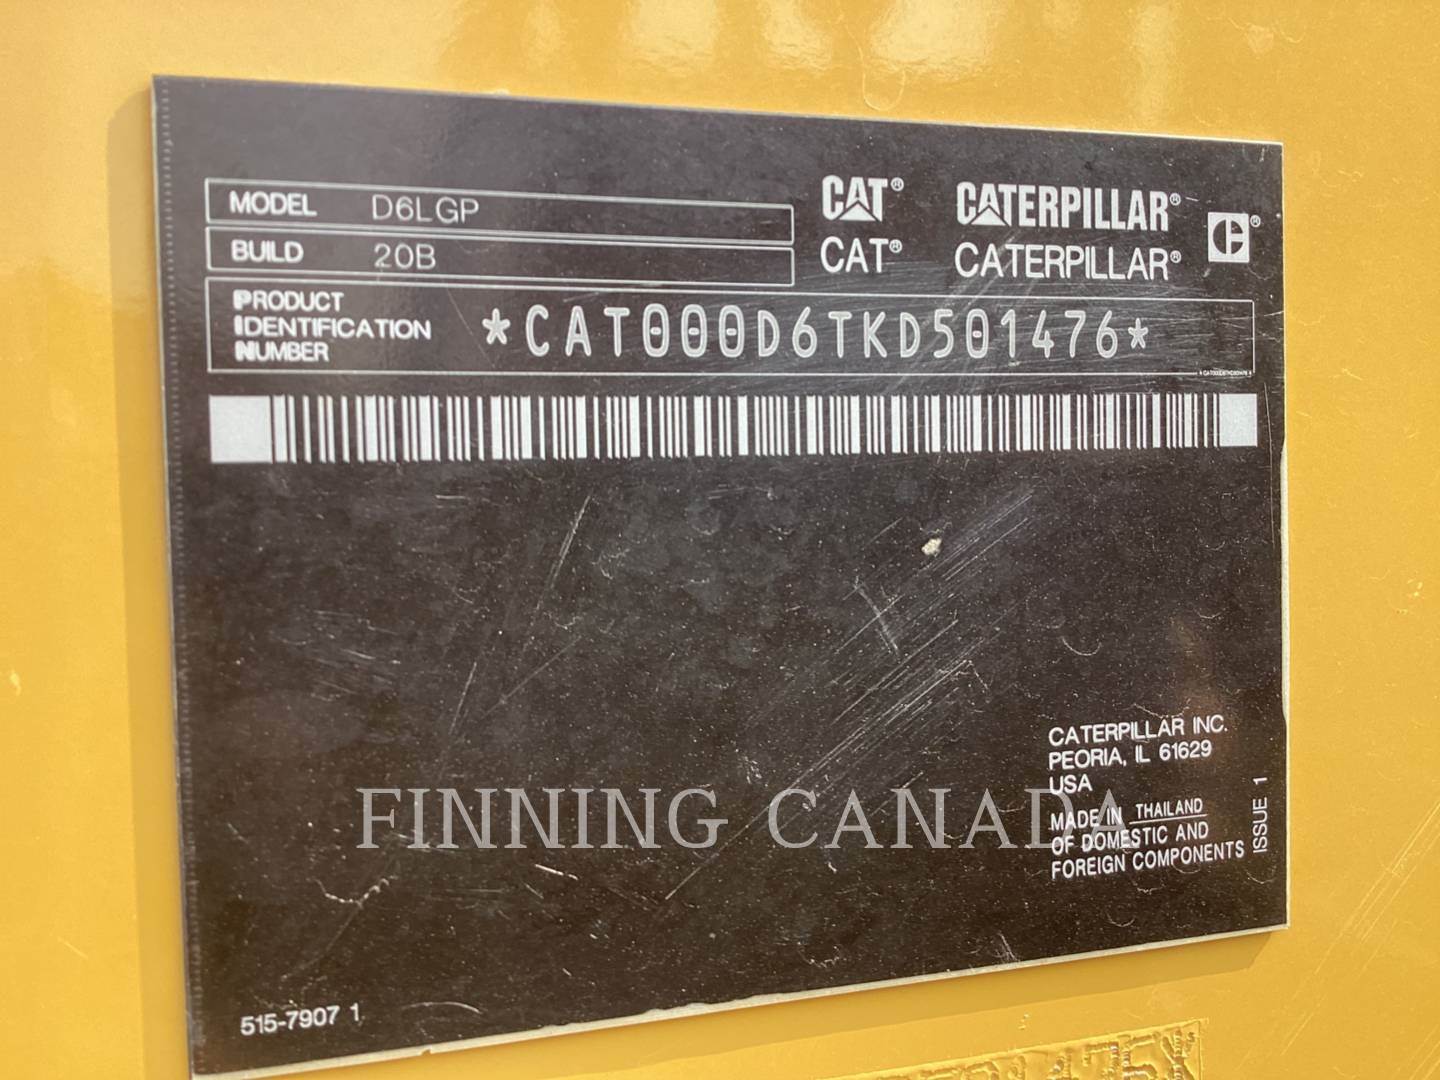 MODEL D6LGP
BUILD 20B
CAT® CATERPILLAR®
CAT® CATERPILLAR®
PRODUCT
IDENTIFICATION
NUMBER
*CAT000D6TKD501476*
CATERPILLAR INC.
PEORIA, IL 61629
USA
MADE IN THAILAND
OF DOMESTIC AND
FOREIGN COMPONENTS
ISSUE 1
FINNING CANADA
515-7907 1